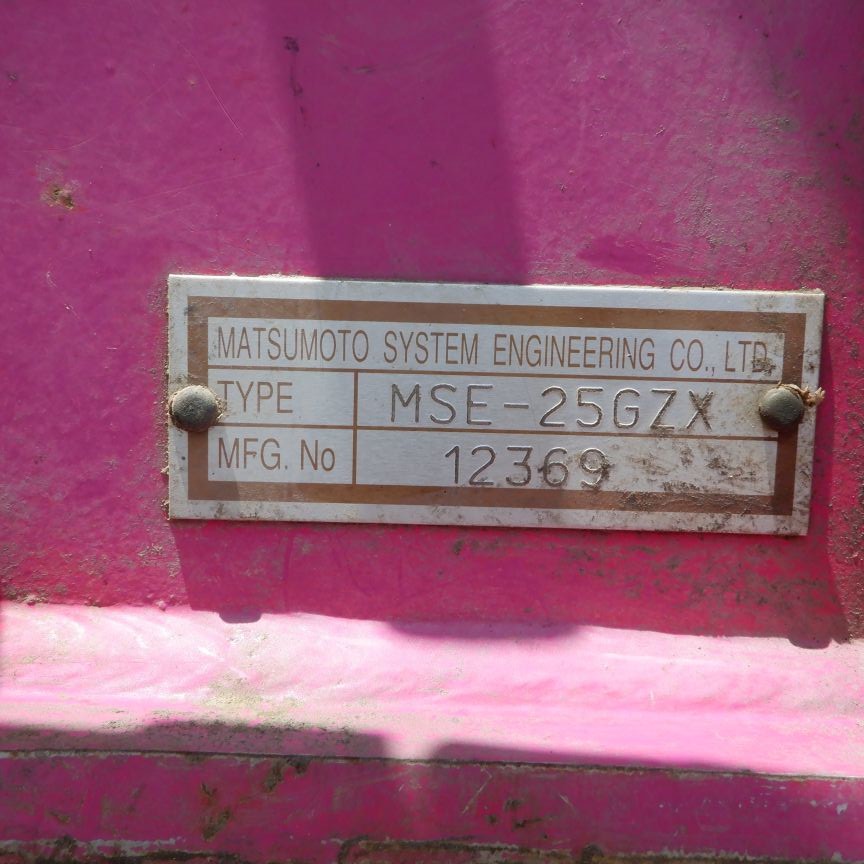 MATSUMOTO SYSTEM ENGINEERING CO., LTD.
TYPE MSE-25GZX
MFG. No 12369